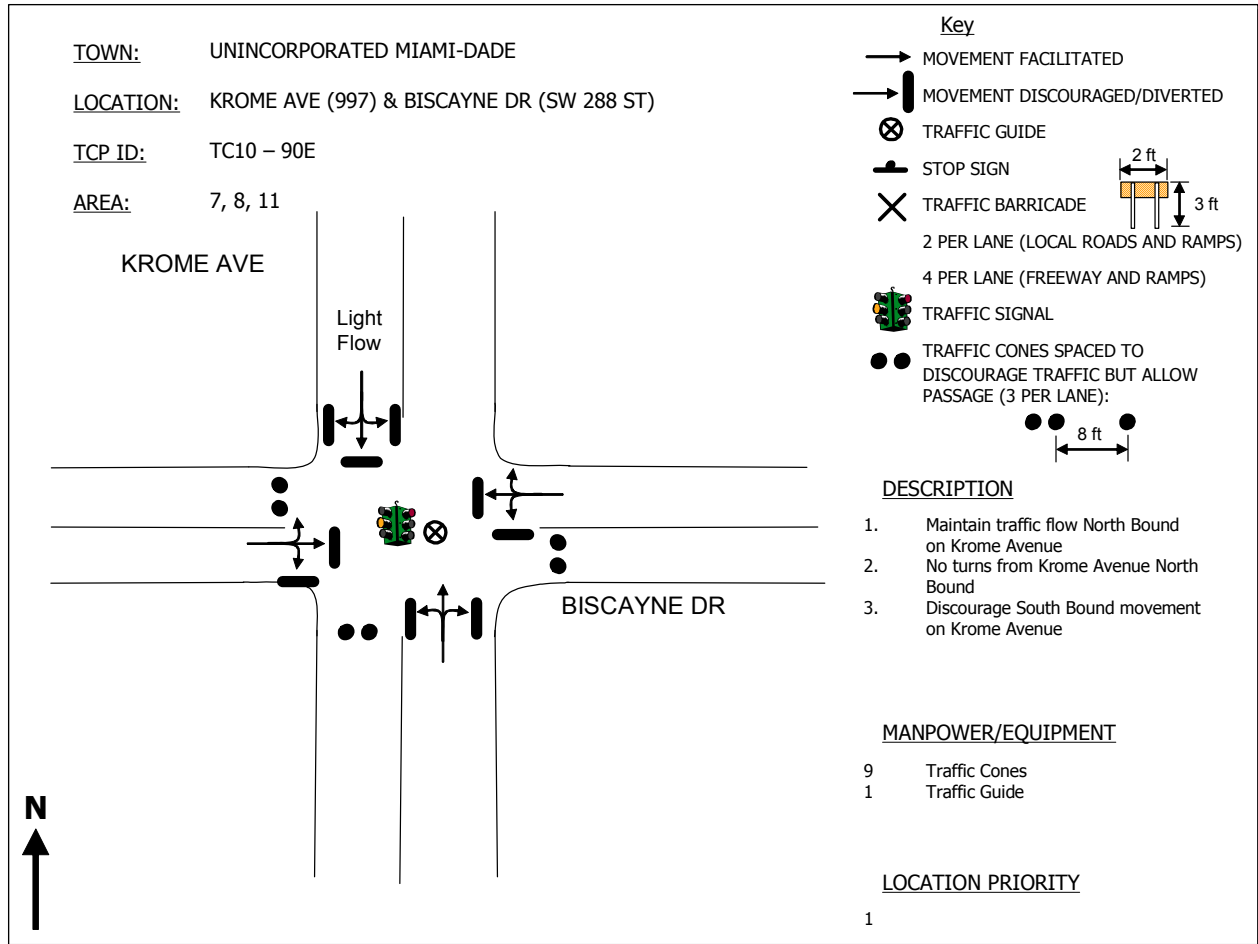 TOWN: UNINCORPORATED MIAMI-DADE
LOCATION: KROME AVE (997) & BISCAYNE DR (SW 288 ST)
TCP ID: TC10 – 90E
AREA: 7, 8, 11
KROME AVE
Light
Flow
BISCAYNE DR
N
Key
MOVEMENT FACILITATED
MOVEMENT DISCOURAGED/DIVERTED
TRAFFIC GUIDE
STOP SIGN
2 ft
TRAFFIC BARRICADE
3 ft
2 PER LANE (LOCAL ROADS AND RAMPS)
4 PER LANE (FREEWAY AND RAMPS)
TRAFFIC SIGNAL
TRAFFIC CONES SPACED TO
DISCOURAGE TRAFFIC BUT ALLOW
PASSAGE (3 PER LANE):
8 ft
DESCRIPTION
1. Maintain traffic flow North Bound
on Krome Avenue
2. No turns from Krome Avenue North
Bound
3. Discourage South Bound movement
on Krome Avenue
MANPOWER/EQUIPMENT
9 Traffic Cones
1 Traffic Guide
LOCATION PRIORITY
1